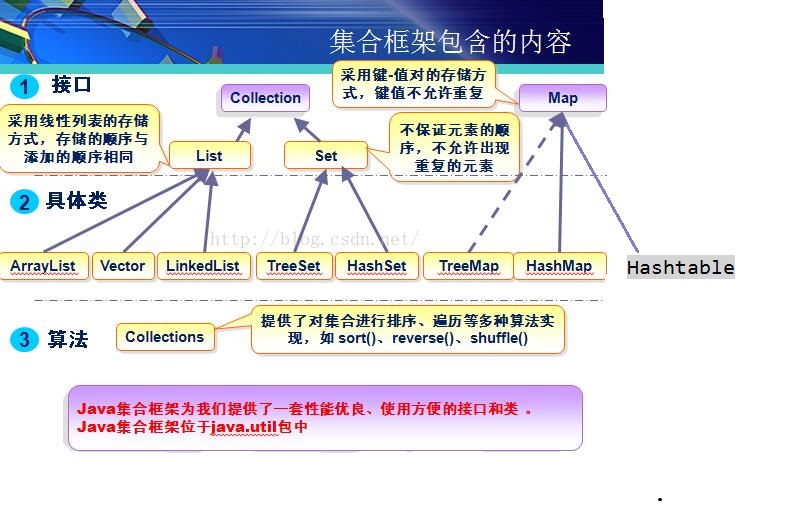 集合框架包含的内容
1 接口
采用键-值对的存储方
式，键值不允许重复
Collection
Map
采用线性列表的存储
方式，存储的顺序与
添加的顺序相同
List
Set
不保证元素的顺
序，不允许出现
重复的元素
2 具体类
http://blog.csdn.net/
ArrayList
Vector
LinkedList
TreeSet
HashSet
TreeMap
HashMap
Hashtable
3 算法
Collections
提供了对集合进行排序、遍历等多种算法实
现，如 sort()、reverse()、shuffle()
Java集合框架为我们提供了一套性能优良、使用方便的接口和类 。
Java集合框架位于java.util包中
.